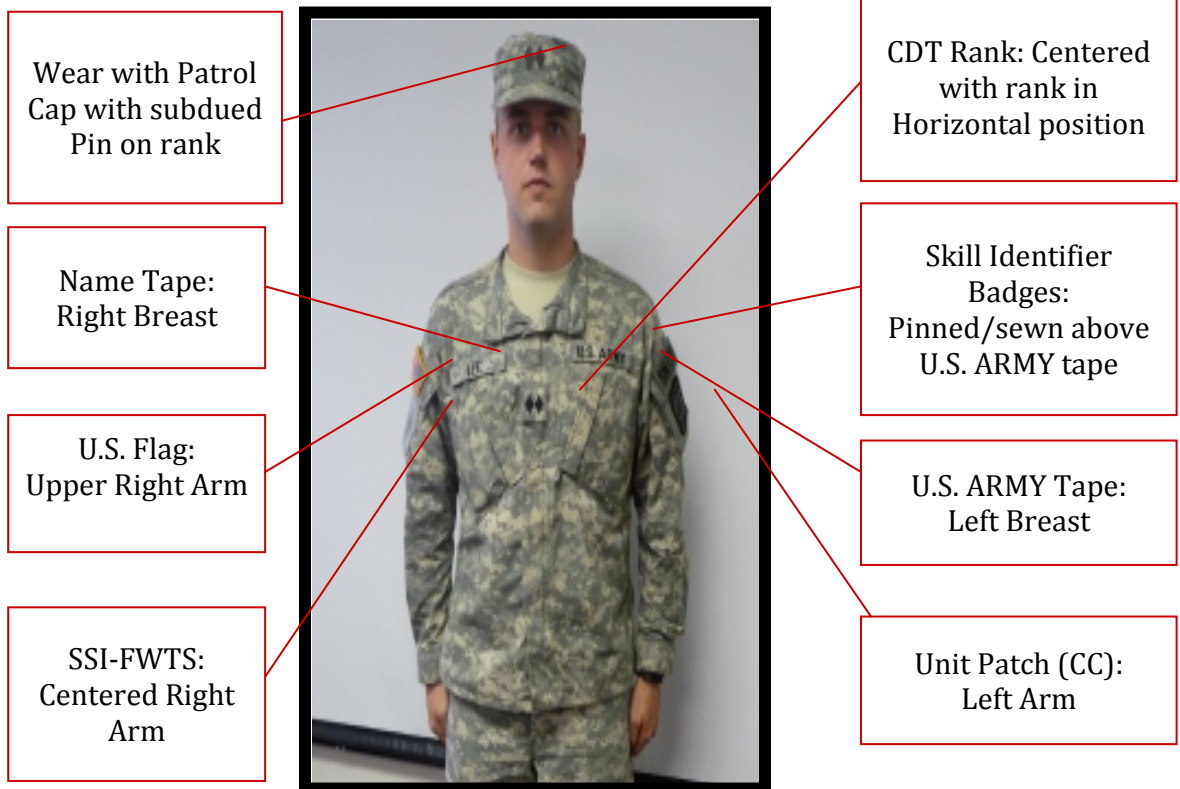 Wear with Patrol
Cap with subdued
Pin on rank
CDT Rank: Centered
with rank in
Horizontal position
Name Tape:
Right Breast
Skill Identifier
Badges:
Pinned/sewn above
U.S. ARMY tape
U.S. Flag:
Upper Right Arm
U.S. ARMY Tape:
Left Breast
SSI-FWTS:
Centered Right
Arm
Unit Patch (CC):
Left Arm
U.S. ARMY